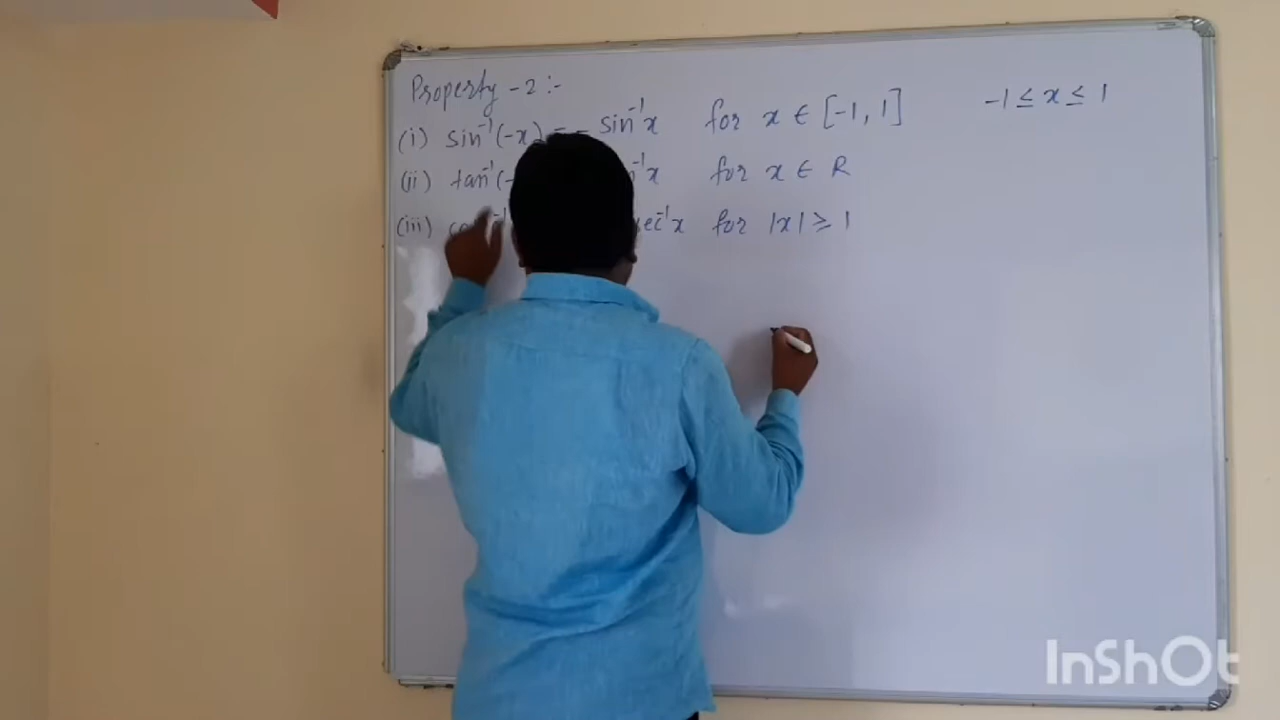 Property - 2 :-
(i) sin⁻¹(-x) = - sin⁻¹x for x ∈ [-1, 1] -1 ≤ x ≤ 1
(ii) tan⁻¹(- n⁻¹x for x ∈ R
(iii) co ec⁻¹x for |x| ≥ 1
InShOt